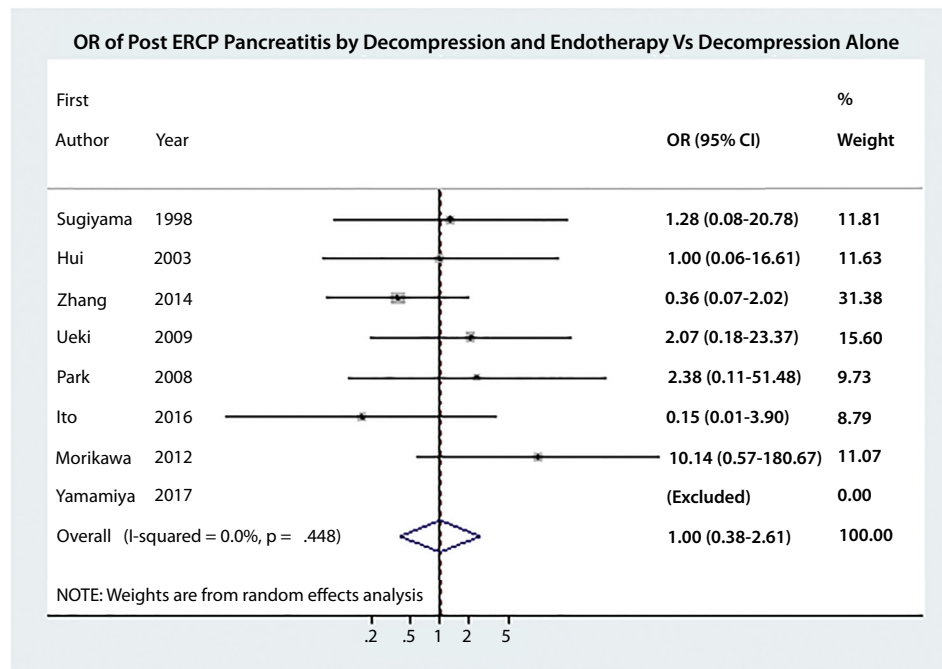 OR of Post ERCP Pancreatitis by Decompression and Endotherapy Vs Decompression Alone
First %
Author Year OR (95% CI) Weight
Sugiyama 1998 1.28 (0.08-20.78) 11.81
Hui 2003 1.00 (0.06-16.61) 11.63
Zhang 2014 0.36 (0.07-2.02) 31.38
Ueki 2009 2.07 (0.18-23.37) 15.60
Park 2008 2.38 (0.11-51.48) 9.73
Ito 2016 0.15 (0.01-3.90) 8.79
Morikawa 2012 10.14 (0.57-180.67) 11.07
Yamamiya 2017 (Excluded) 0.00
Overall (I-squared = 0.0%, p = .448) 1.00 (0.38-2.61) 100.00
NOTE: Weights are from random effects analysis
.2 .5 1 2 5